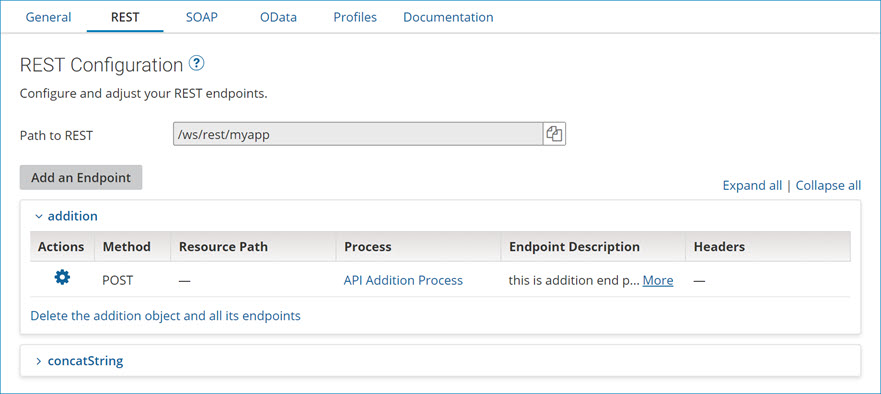 General REST SOAP OData Profiles Documentation
REST Configuration ?
Configure and adjust your REST endpoints.
Path to REST /ws/rest/myapp
Add an Endpoint
Expand all | Collapse all
addition
Actions Method Resource Path Process Endpoint Description Headers
POST — API Addition Process this is addition end p... More —
Delete the addition object and all its endpoints
concatString